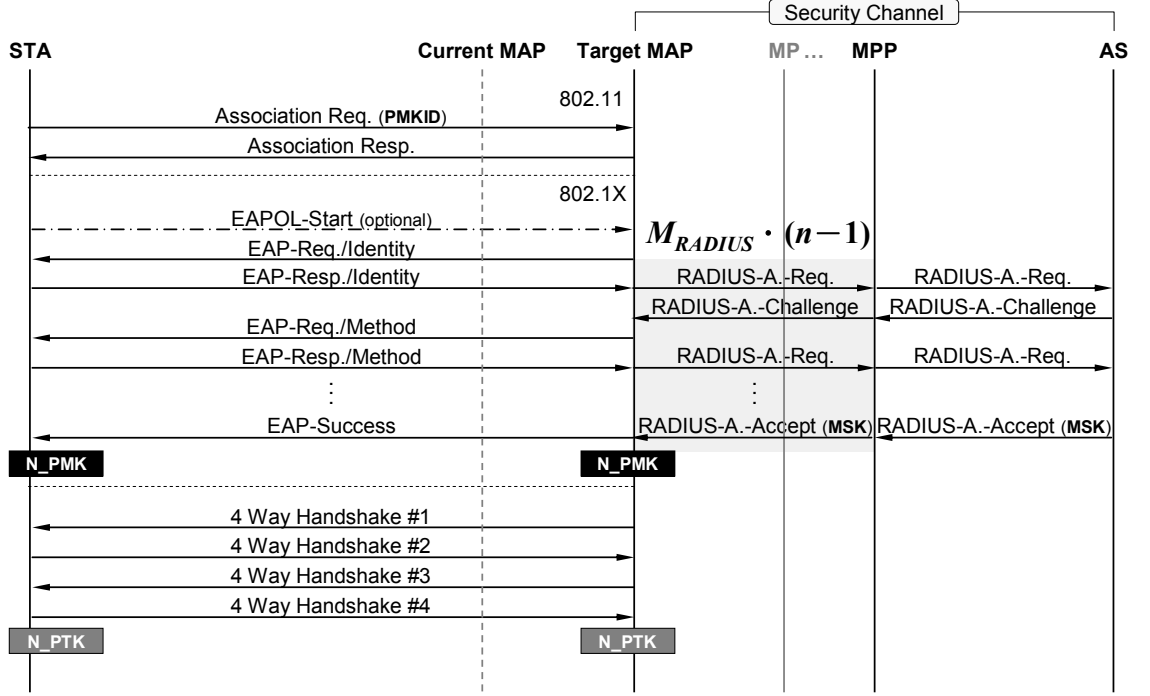 Security Channel
STA Current MAP Target MAP MP ... MPP AS
802.11
Association Req. (PMKID)
Association Resp.
802.1X
EAPOL-Start (optional)
M_RADIUS · (n−1)
EAP-Req./Identity
EAP-Resp./Identity RADIUS-A.-Req. RADIUS-A.-Req.
RADIUS-A.-Challenge RADIUS-A.-Challenge
EAP-Req./Method
EAP-Resp./Method RADIUS-A.-Req. RADIUS-A.-Req.
⋮ ⋮
EAP-Success RADIUS-A.-Accept (MSK) RADIUS-A.-Accept (MSK)
N_PMK N_PMK
4 Way Handshake #1
4 Way Handshake #2
4 Way Handshake #3
4 Way Handshake #4
N_PTK N_PTK